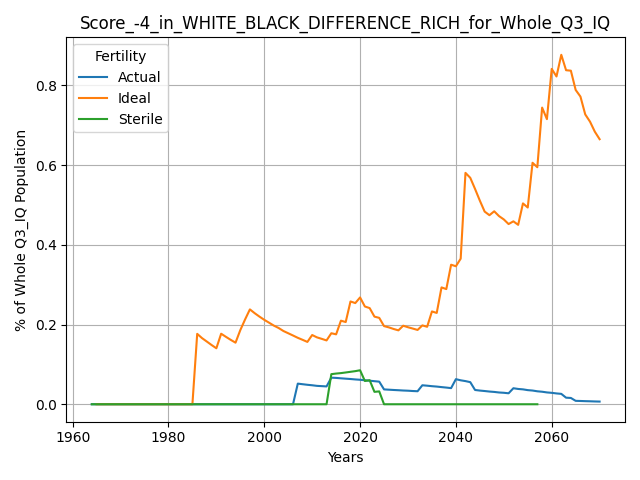 Score_-4_in_WHITE_BLACK_DIFFERENCE_RICH_for_Whole_Q3_IQ
Fertility
Actual
Ideal
Sterile
% of Whole Q3_IQ Population
0.8
0.6
0.4
0.2
0.0
1960 1980 2000 2020 2040 2060
Years